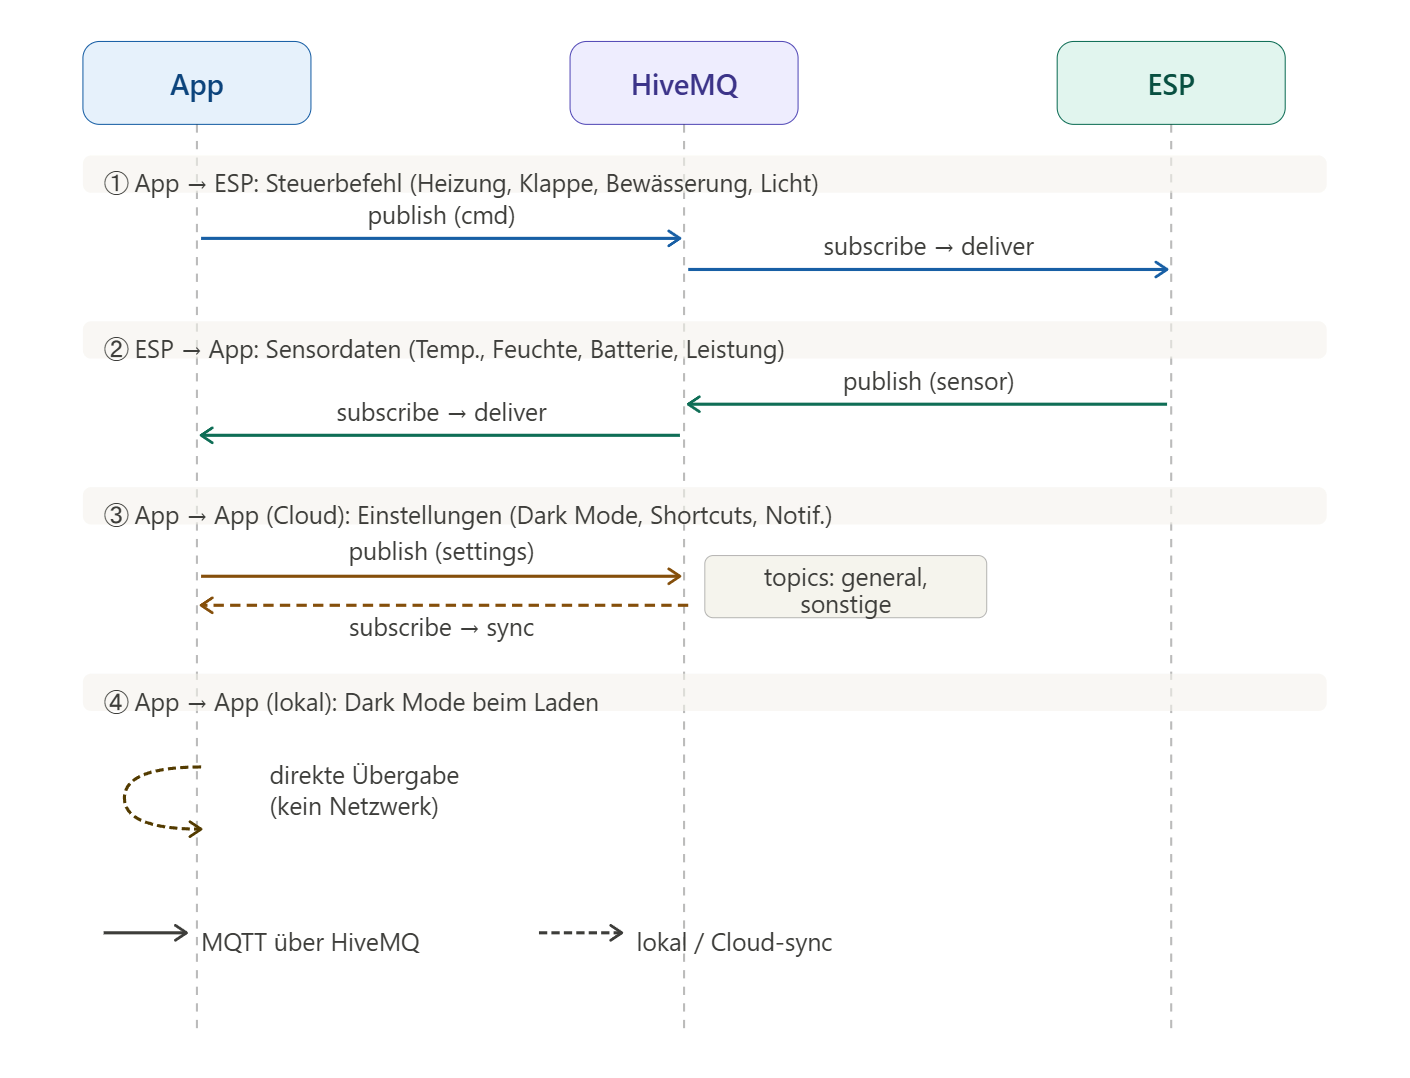 App
HiveMQ
ESP
① App → ESP: Steuerbefehl (Heizung, Klappe, Bewässerung, Licht)
publish (cmd)
subscribe → deliver
② ESP → App: Sensordaten (Temp., Feuchte, Batterie, Leistung)
publish (sensor)
subscribe → deliver
③ App → App (Cloud): Einstellungen (Dark Mode, Shortcuts, Notif.)
publish (settings)
topics: general,
sonstige
subscribe → sync
④ App → App (lokal): Dark Mode beim Laden
direkte Übergabe
(kein Netzwerk)
MQTT über HiveMQ
lokal / Cloud-sync